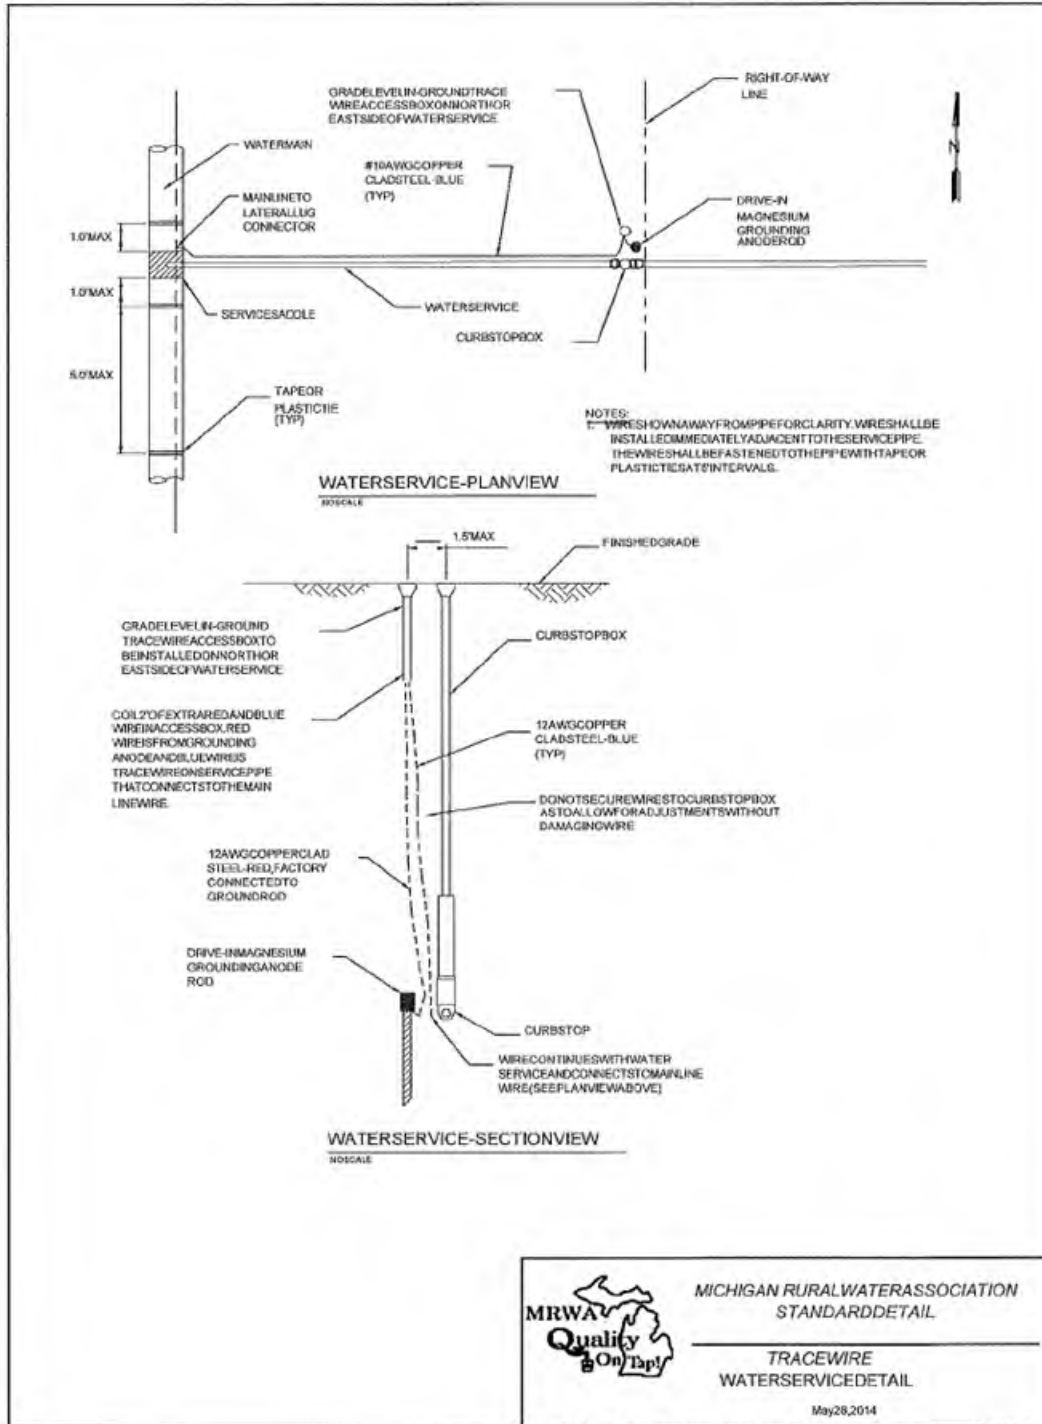 RIGHT-OF-WAY
LINE
GRADELEVELIN-GROUNDTRACE
WIREACCESSBOXONNORTHOR
EASTSIDEOFWATERSERVICE
WATERMAIN
#10AWGCOPPER
CLADSTEEL-BLUE
(TYP)
N
MAINLINETO
LATERALLUG
CONNECTOR
DRIVE-IN
MAGNESIUM
GROUNDING
ANODEROD
1.0'MAX
1.0'MAX
SERVICESADDLE
WATERSERVICE
CURBSTOPBOX
5.0'MAX
TAPEOR
PLASTICTIE
(TYP)
NOTES:
1. WIRESHOWNAWAYFROMPIPEFORCLARITY.WIRESHALLBE
INSTALLEDIMMEDIATELYADJACENTTOTHESERVICEPIPE.
THEWIRESHALLBEFASTENEDTOTHEPIPEWITHTAPEOR
PLASTICTIESAT5'INTERVALS.
WATERSERVICE-PLANVIEW
NOSCALE
1.5'MAX
FINISHEDGRADE
GRADELEVELIN-GROUND
TRACEWIREACCESSBOXTO
BEINSTALLEDONNORTHOR
EASTSIDEOFWATERSERVICE
CURBSTOPBOX
COIL2'OFEXTRAREDANDBLUE
WIREINACCESSBOX.RED
WIREISFROMGROUNDING
ANODEANDBLUEWIREIS
TRACEWIREONSERVICEPIPE
THATCONNECTSTOTHEMAIN
LINEWIRE.
12AWGCOPPER
CLADSTEEL-BLUE
(TYP)
DONOTSECUREWIRESTOCURBSTOPBOX
ASTOALLOWFORADJUSTMENTSWITHOUT
DAMAGINGWIRE
12AWGCOPPERCLAD
STEEL-RED,FACTORY
CONNECTEDTO
GROUNDROD
DRIVE-INMAGNESIUM
GROUNDINGANODE
ROD
CURBSTOP
WIRECONTINUESWITHWATER
SERVICEANDCONNECTSTOMAINLINE
WIRE(SEEPLANVIEWABOVE)
WATERSERVICE-SECTIONVIEW
NOSCALE
MRWA
Quality
On Tap!
MICHIGAN RURALWATERASSOCIATION
STANDARDDETAIL
TRACEWIRE
WATERSERVICEDETAIL
May28,2014